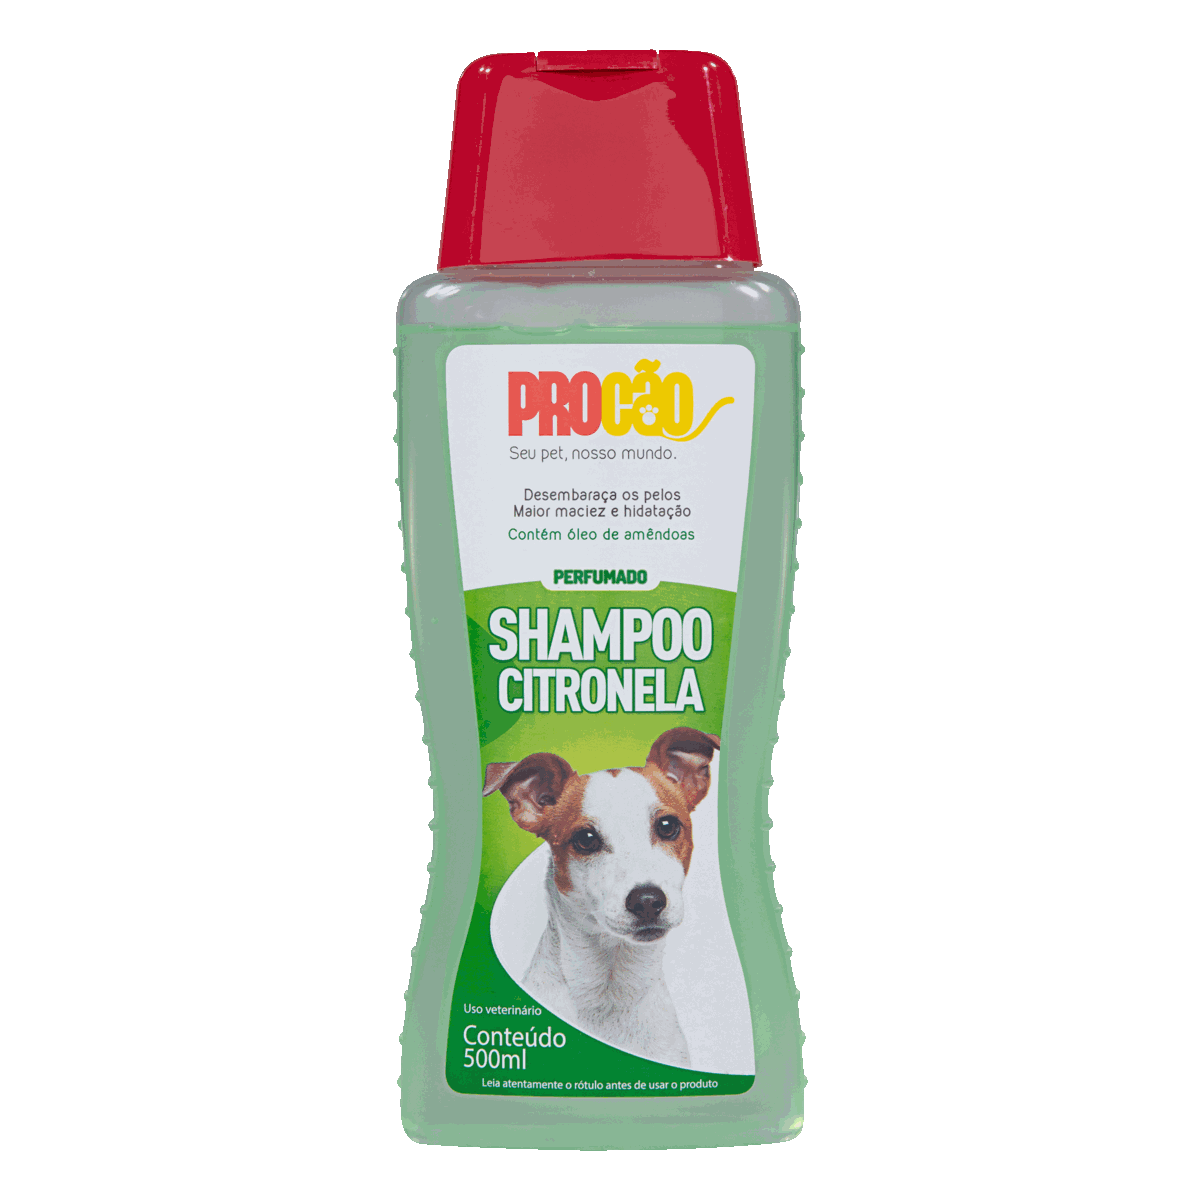 PROCão
Seu pet, nosso mundo.
Desembaraça os pelos
Maior maciez e hidatação
Contém óleo de amêndoas
PERFUMADO
SHAMPOO
CITRONELA
Uso veterinário
Conteúdo
500ml
Leia atentamente o rótulo antes de usar o produto